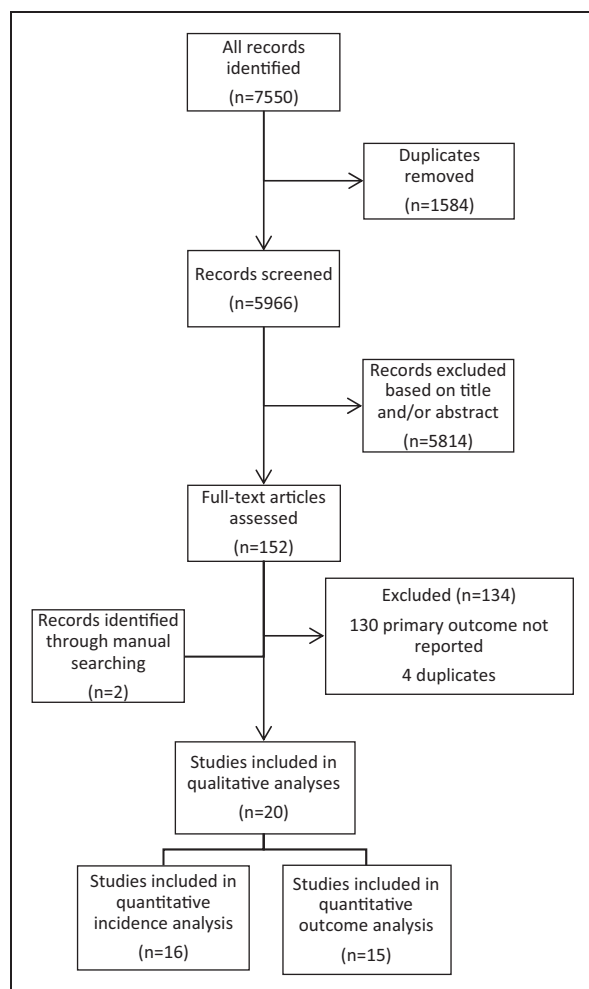 All records
identified
(n=7550)
Duplicates
removed
(n=1584)
Records screened
(n=5966)
Records excluded
based on title
and/or abstract
(n=5814)
Full-text articles
assessed
(n=152)
Records identified
through manual
searching
(n=2)
Excluded (n=134)
130 primary outcome not
reported
4 duplicates
Studies included in
qualitative analyses
(n=20)
Studies included in
quantitative
incidence analysis
(n=16)
Studies included in
quantitative
outcome analysis
(n=15)